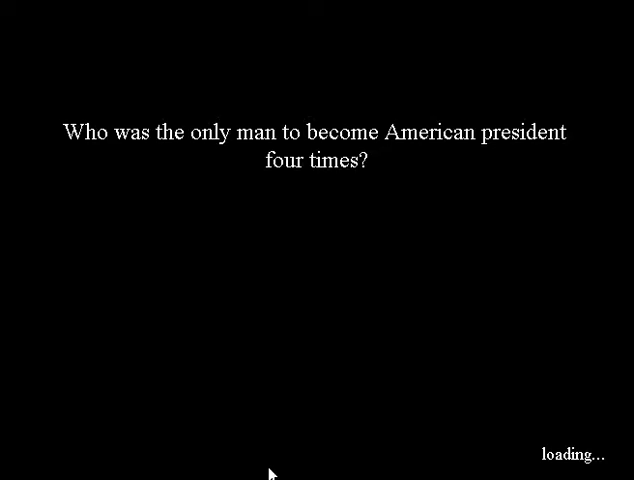 Who was the only man to become American president
four times?
loading...